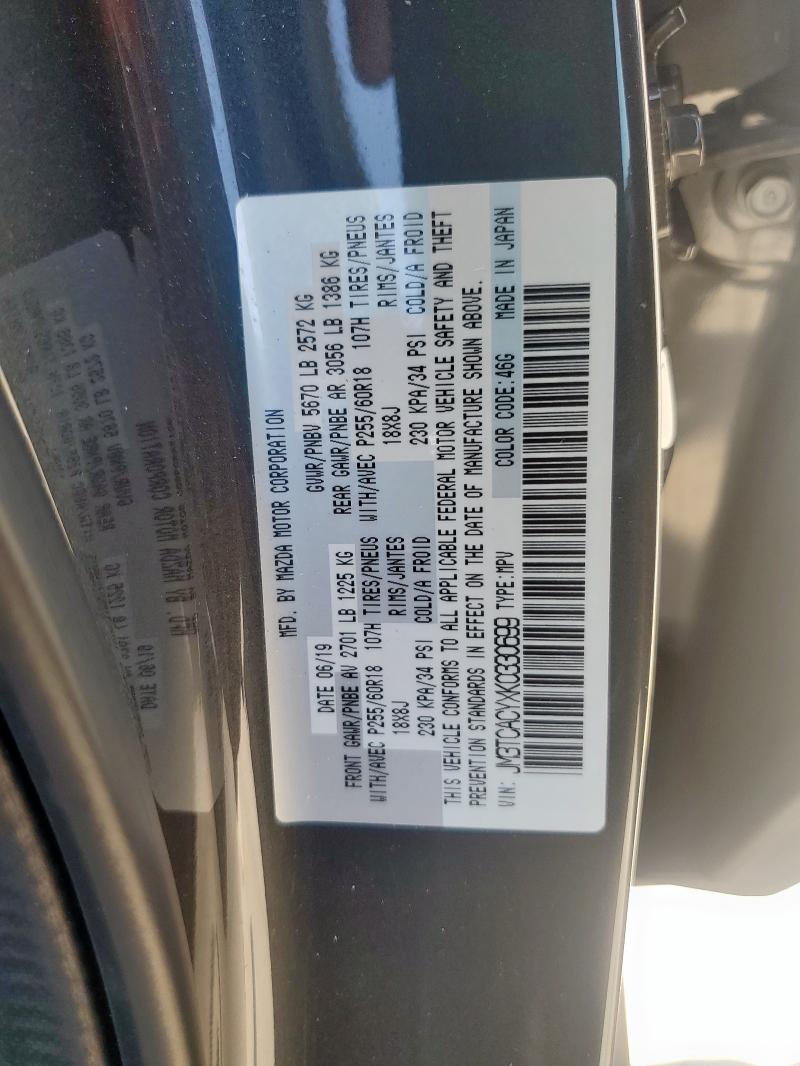 MFD. BY MAZDA MOTOR CORPORATION
DATE 06/19 GVWR/PNBV 5670 LB 2572 KG
FRONT GAWR/PNBE AV 2701 LB 1225 KG REAR GAWR/PNBE AR 3056 LB 1386 KG
WITH/AVEC P255/60R18 107H TIRES/PNEUS WITH/AVEC P255/60R18 107H TIRES/PNEUS
18X8J RIMS/JANTES 18X8J RIMS/JANTES
230 KPA/34 PSI COLD/A FROID 230 KPA/34 PSI COLD/A FROID
THIS VEHICLE CONFORMS TO ALL APPLICABLE FEDERAL MOTOR VEHICLE SAFETY AND THEFT
PREVENTION STANDARDS IN EFFECT ON THE DATE OF MANUFACTURE SHOWN ABOVE.
VIN: JM3TCACYXK0330699 TYPE:MPV COLOR CODE:46G MADE IN JAPAN